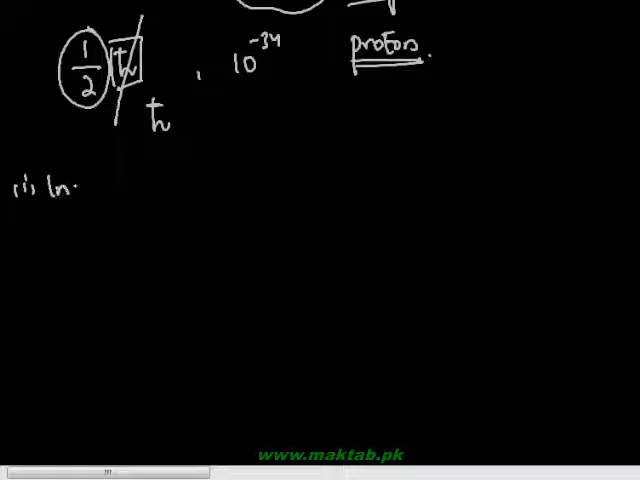 1/2 ħ , 10^-34 protons.
ħ
www.maktab.pk